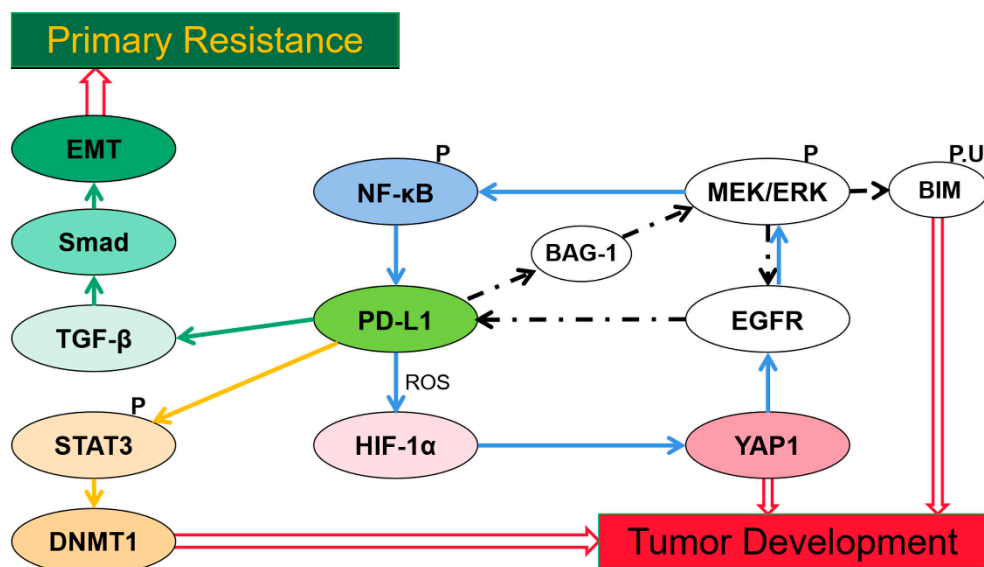 Primary Resistance
EMT
P
NF-κB
P
MEK/ERK
P.U
BIM
Smad
BAG-1
TGF-β
PD-L1
EGFR
ROS
P
STAT3
HIF-1α
YAP1
DNMT1
Tumor Development